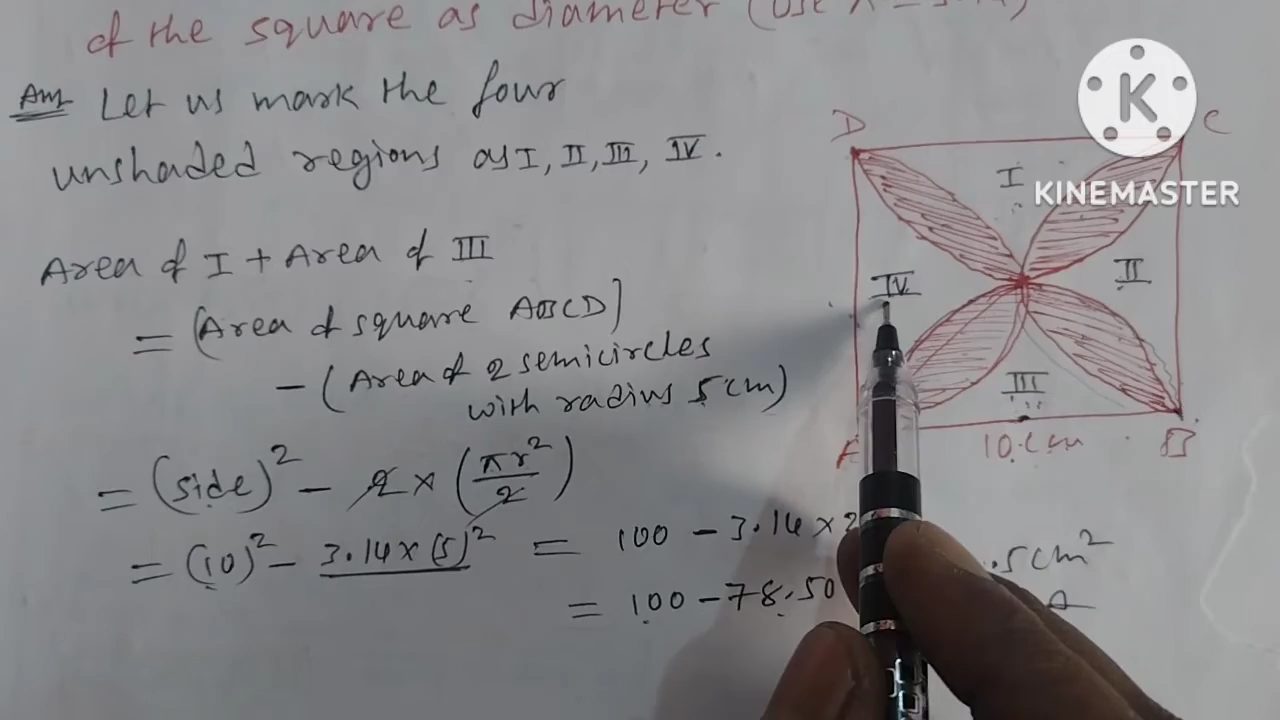 of the square as diameter
Ans Let us mark the four
unshaded regions as I, II, III, IV.
Area of I + Area of III
= (Area of square ABCD)
- (Area of 2 semicircles
with radius 5 cm)
= (side)² - 2 × (πr²/2)
= (10)² - 3.14 × (5)² = 100 - 3.14 × 2
= 100 - 78.50 .5 cm²
D C
I
II
IV
III
10 cm B
K
KINEMASTER